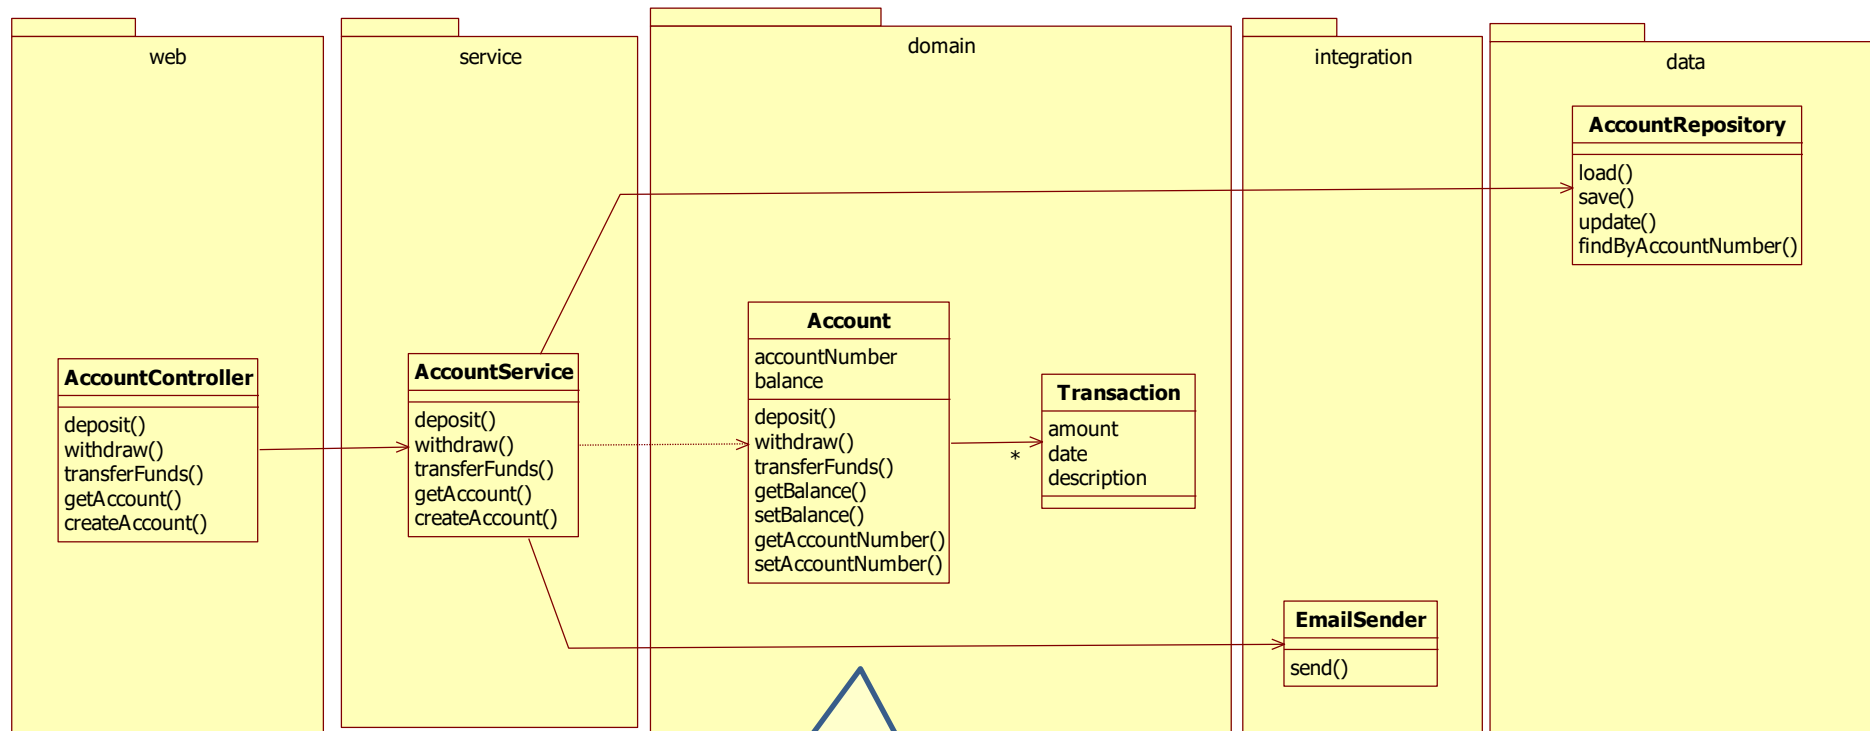 web
AccountController
deposit()
withdraw()
transferFunds()
getAccount()
createAccount()
service
AccountService
deposit()
withdraw()
transferFunds()
getAccount()
createAccount()
domain
Account
accountNumber
balance
deposit()
withdraw()
transferFunds()
getBalance()
setBalance()
getAccountNumber()
setAccountNumber()
*
Transaction
amount
date
description
integration
EmailSender
send()
data
AccountRepository
load()
save()
update()
findByAccountNumber()